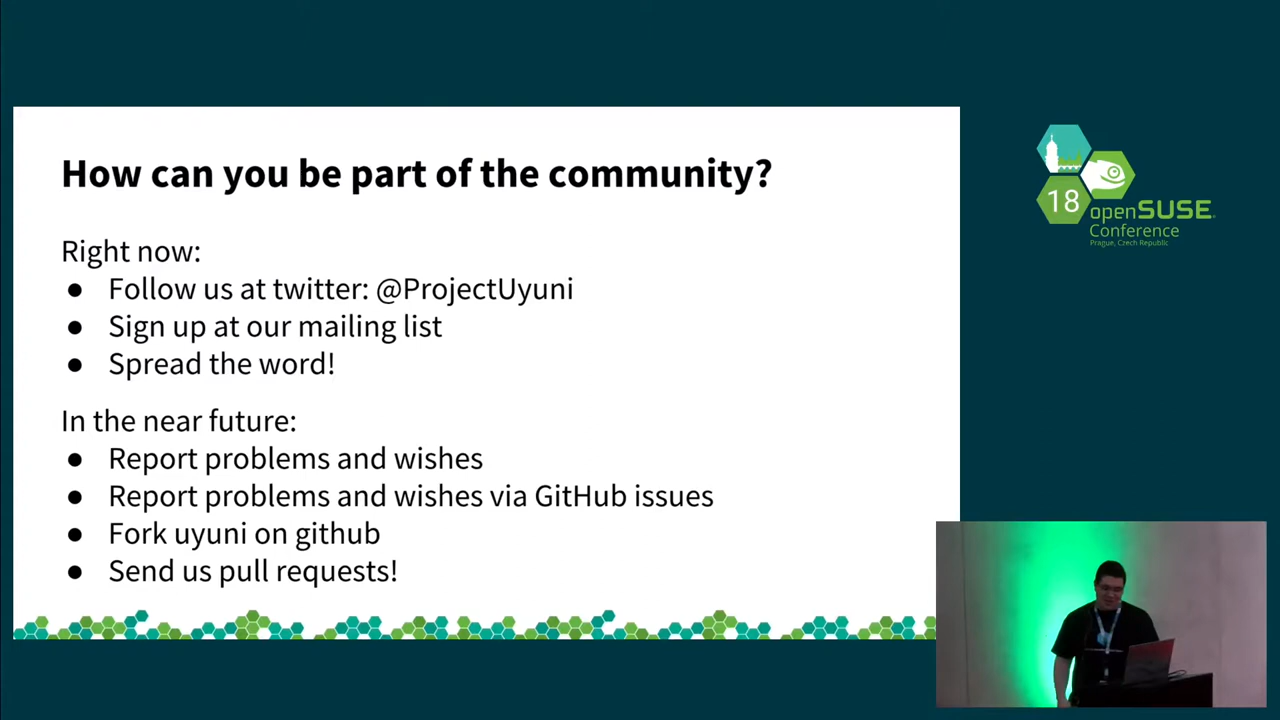 How can you be part of the community?
Right now:
● Follow us at twitter: @ProjectUyuni
● Sign up at our mailing list
● Spread the word!
In the near future:
● Report problems and wishes
● Report problems and wishes via GitHub issues
● Fork uyuni on github
● Send us pull requests!
18
openSUSE
Conference
Prague, Czech Republic